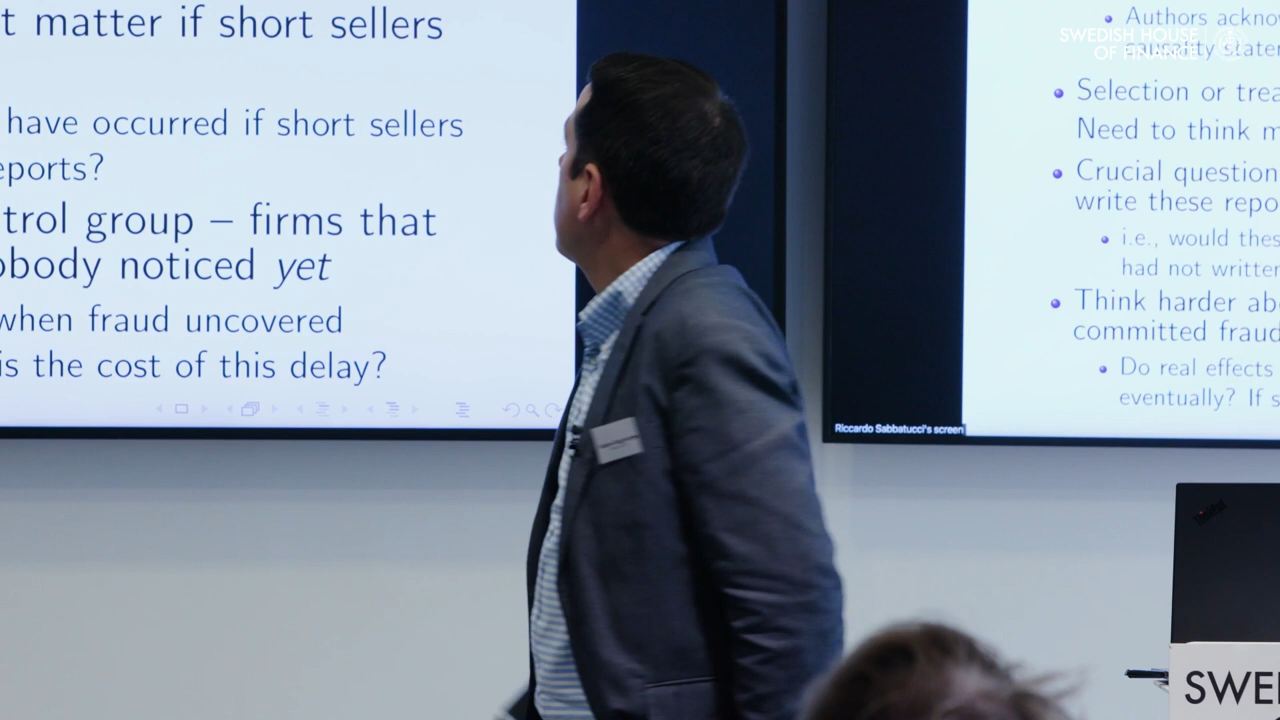 t matter if short sellers
have occurred if short sellers
eports?
trol group – firms that
obody noticed yet
when fraud uncovered
is the cost of this delay?
Authors ackno
SWEDISH HOUSE
OF FINANCE
Selection or trea
Need to think m
Crucial question
write these repo
i.e., would thes
had not written
Think harder ab
committed fraud
Do real effects
eventually? If s
Riccardo Sabbatucci's screen
ThinkPad
SWE